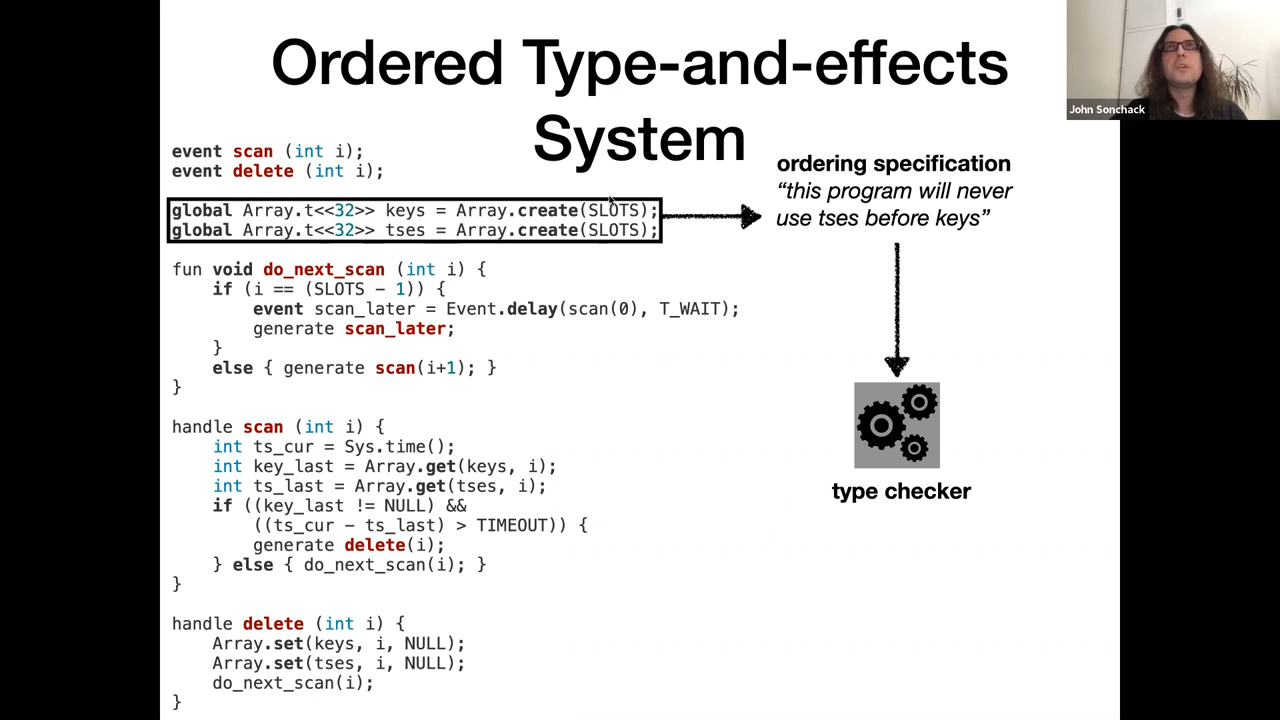 Ordered Type-and-effects
System
John Sonchack
event scan (int i);
event delete (int i);
global Array.t<<32>> keys = Array.create(SLOTS);
global Array.t<<32>> tses = Array.create(SLOTS);
fun void do_next_scan (int i) {
if (i == (SLOTS - 1)) {
event scan_later = Event.delay(scan(0), T_WAIT);
generate scan_later;
}
else { generate scan(i+1); }
}
handle scan (int i) {
int ts_cur = Sys.time();
int key_last = Array.get(keys, i);
int ts_last = Array.get(tses, i);
if ((key_last != NULL) &&
((ts_cur - ts_last) > TIMEOUT)) {
generate delete(i);
} else { do_next_scan(i); }
}
handle delete (int i) {
Array.set(keys, i, NULL);
Array.set(tses, i, NULL);
do_next_scan(i);
}
ordering specification
“this program will never
use tses before keys”
type checker